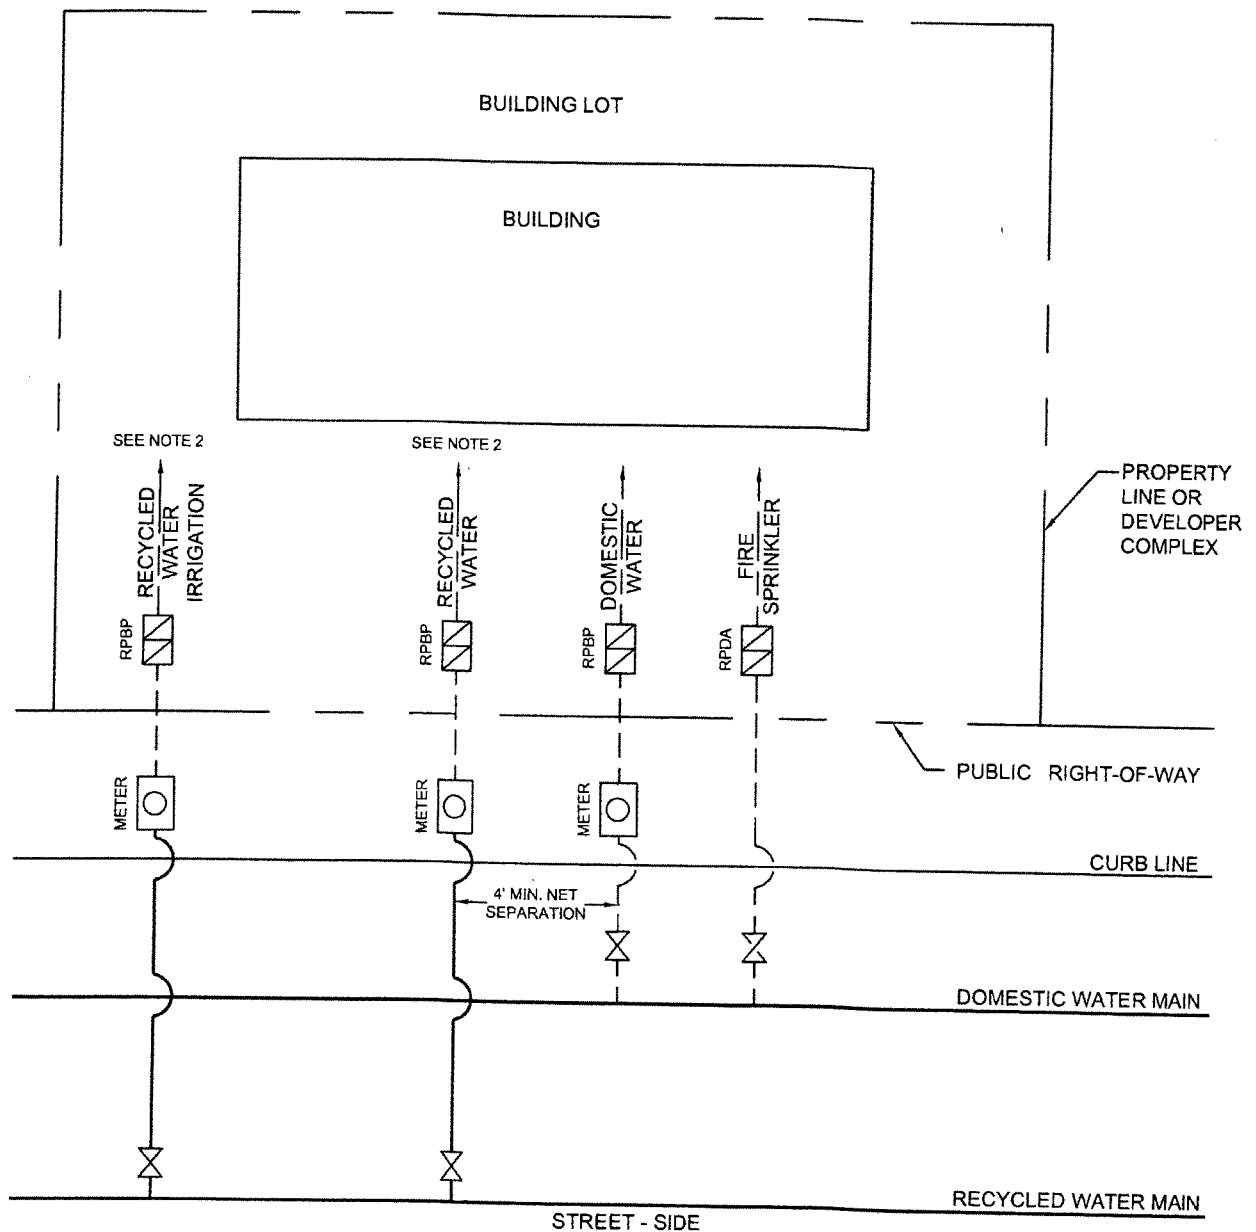 BUILDING LOT
BUILDING
SEE NOTE 2
SEE NOTE 2
RECYCLED
WATER
IRRIGATION
RECYCLED
WATER
DOMESTIC
WATER
FIRE
SPRINKLER
PROPERTY
LINE OR
DEVELOPER
COMPLEX
RPBP
RPBP
RPBP
RPDA
PUBLIC RIGHT-OF-WAY
METER
METER
METER
CURB LINE
4' MIN. NET
SEPARATION
DOMESTIC WATER MAIN
RECYCLED WATER MAIN
STREET - SIDE